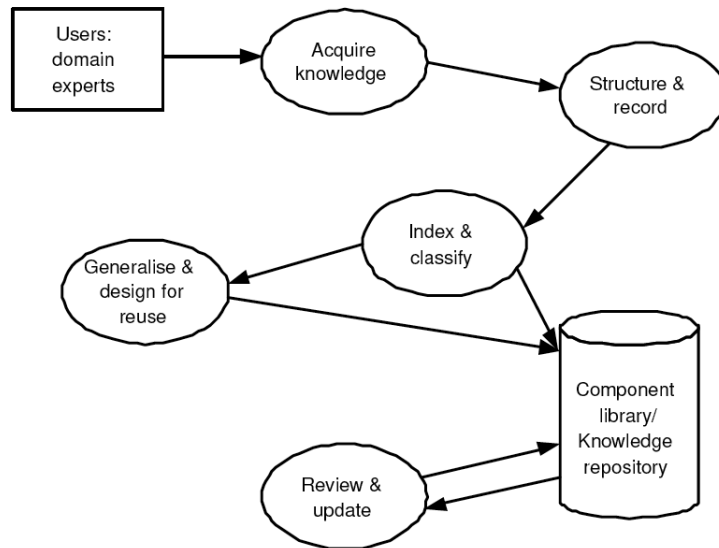 Users:
domain
experts
Acquire
knowledge
Structure &
record
Index &
classify
Generalise &
design for
reuse
Component
library/
Knowledge
repository
Review &
update